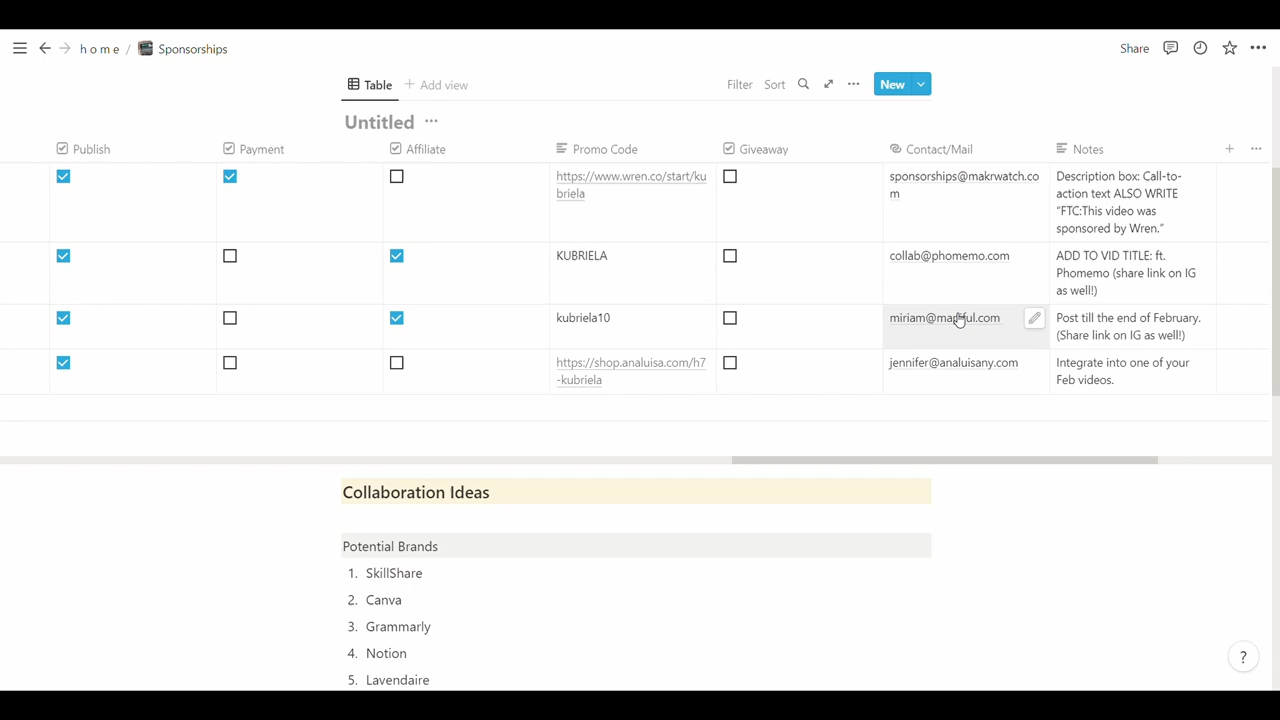 home / Sponsorships
Share
Table
+ Add view
Filter
Sort
New
Untitled
Publish
Payment
Affiliate
Promo Code
Giveaway
Contact/Mail
Notes
https://www.wren.co/start/ku
briela
sponsorships@makrwatch.co
m
Description box: Call-to-
action text ALSO WRITE
"FTC:This video was
sponsored by Wren."
KUBRIELA
collab@phomemo.com
ADD TO VID TITLE: ft.
Phomemo (share link on IG
as well!)
kubriela10
Post till the end of February.
(Share link on IG as well!)
https://shop.analuisa.com/h7
-kubriela
jennifer@analuisany.com
Integrate into one of your
Feb videos.
Collaboration Ideas
Potential Brands
1. SkillShare
2. Canva
3. Grammarly
4. Notion
5. Lavendaire
?